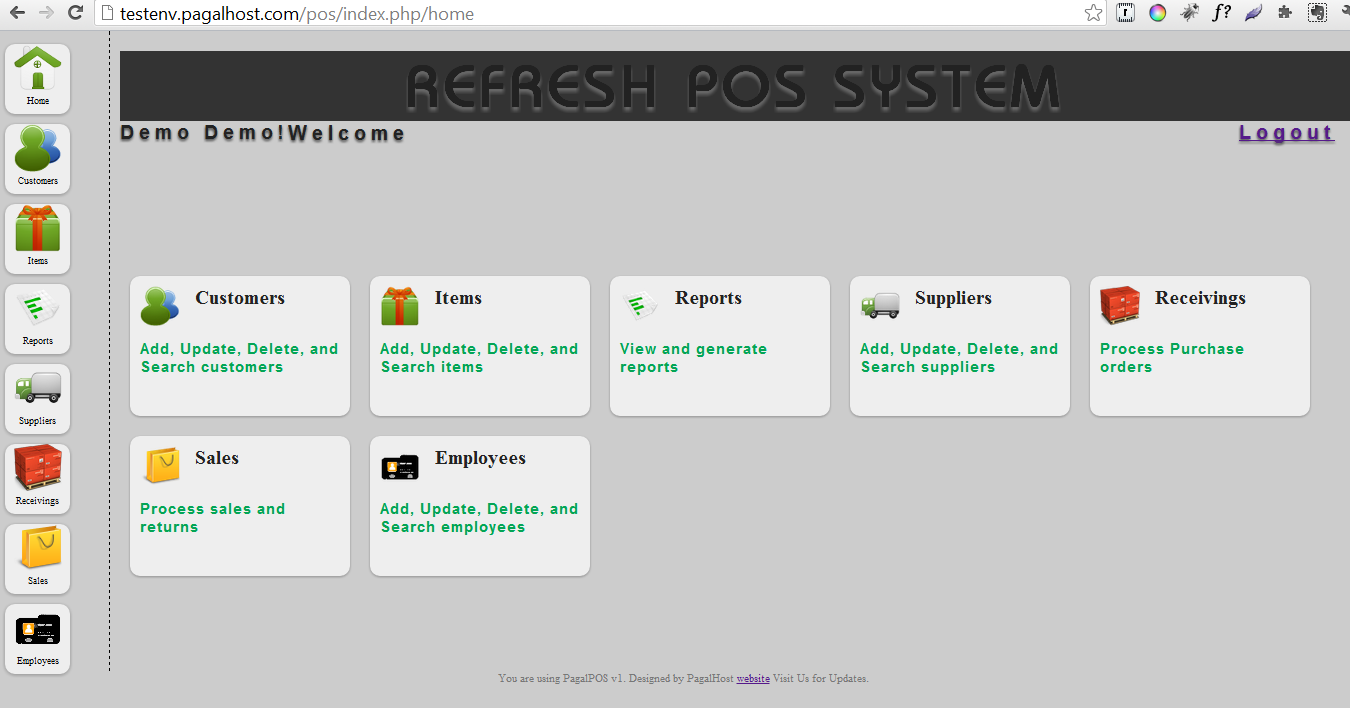 testenv.pagalhost.com/pos/index.php/home
REFRESH POS SYSTEM
Demo Demo!Welcome
Logout
Home
Customers
Items
Reports
Suppliers
Receivings
Sales
Employees
Customers
Add, Update, Delete, and
Search customers
Items
Add, Update, Delete, and
Search items
Reports
View and generate
reports
Suppliers
Add, Update, Delete, and
Search suppliers
Receivings
Process Purchase
orders
Sales
Process sales and
returns
Employees
Add, Update, Delete, and
Search employees
You are using PagalPOS v1. Designed by PagalHost website Visit Us for Updates.